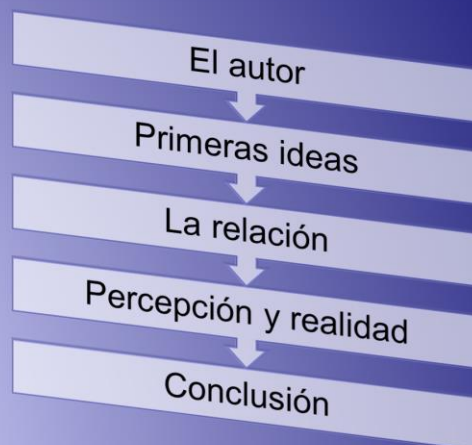 El autor
Primeras ideas
La relación
Percepción y realidad
Conclusión